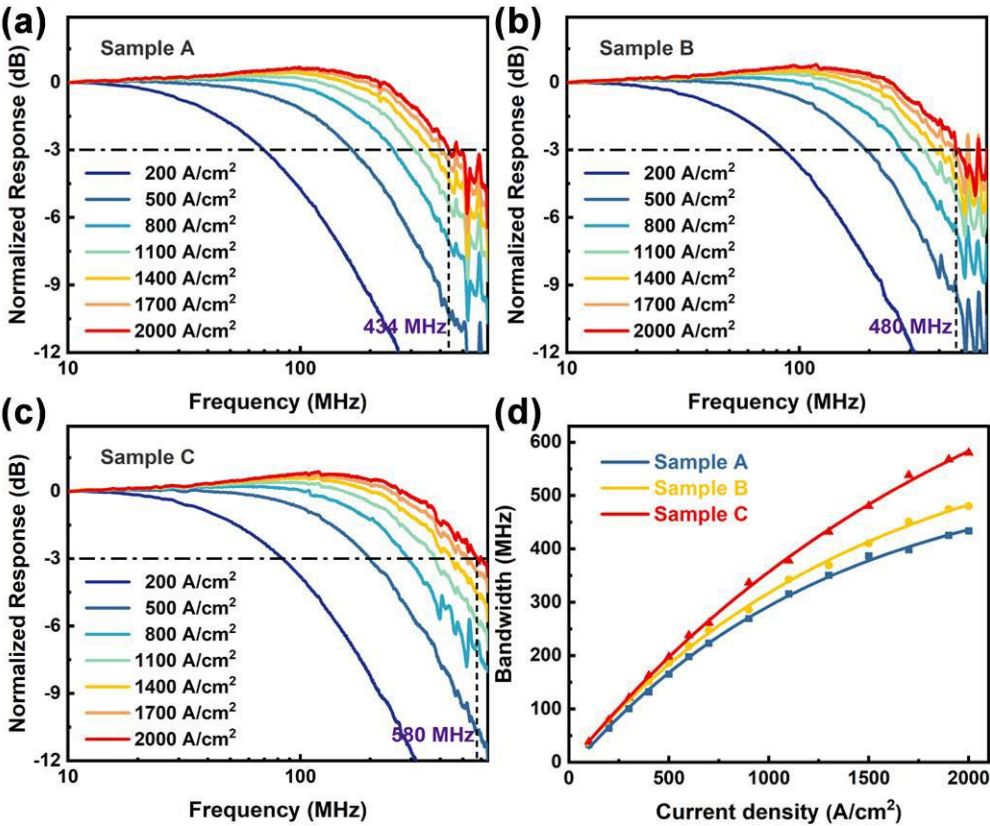 (a)
Sample A
Normalized Response (dB)
3
0
-3
-6
-9
-12
200 A/cm²
500 A/cm²
800 A/cm²
1100 A/cm²
1400 A/cm²
1700 A/cm²
2000 A/cm²
434 MHz
10
100
Frequency (MHz)
(b)
Sample B
Normalized Response (dB)
3
0
-3
-6
-9
-12
200 A/cm²
500 A/cm²
800 A/cm²
1100 A/cm²
1400 A/cm²
1700 A/cm²
2000 A/cm²
480 MHz
10
100
Frequency (MHz)
(c)
Sample C
Normalized Response (dB)
3
0
-3
-6
-9
-12
200 A/cm²
500 A/cm²
800 A/cm²
1100 A/cm²
1400 A/cm²
1700 A/cm²
2000 A/cm²
580 MHz
10
100
Frequency (MHz)
(d)
Sample A
Sample B
Sample C
Bandwidth (MHz)
600
500
400
300
200
100
0
0
500
1000
1500
2000
Current density (A/cm²)